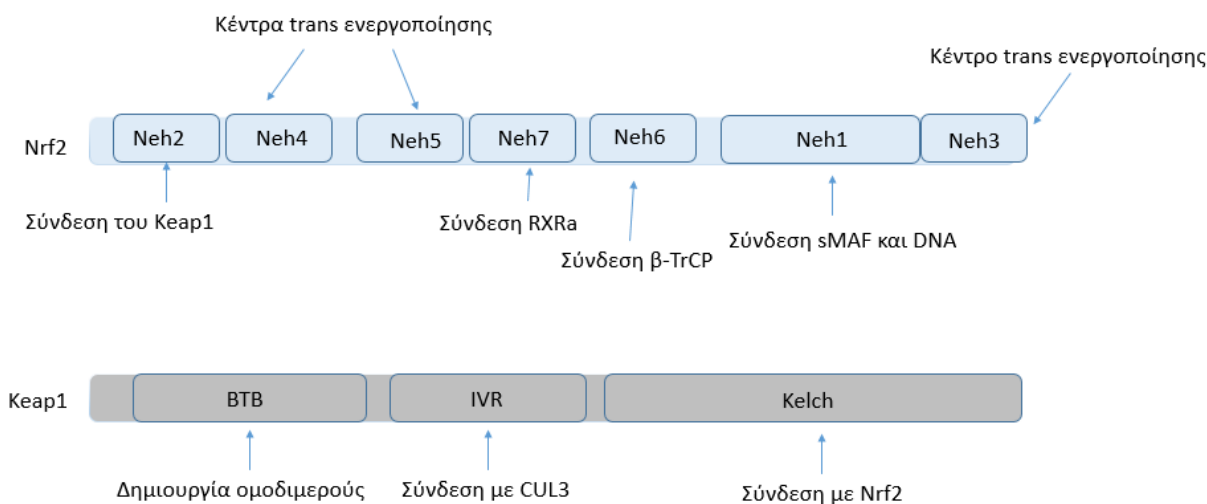 Κέντρα trans ενεργοποίησης
Κέντρο trans ενεργοποίησης
Nrf2
Neh2
Neh4
Neh5
Neh7
Neh6
Neh1
Neh3
Σύνδεση του Keap1
Σύνδεση RXRa
Σύνδεση β-TrCP
Σύνδεση sMAF και DNA
Keap1
BTB
IVR
Kelch
Δημιουργία ομοδιμερούς
Σύνδεση με CUL3
Σύνδεση με Nrf2